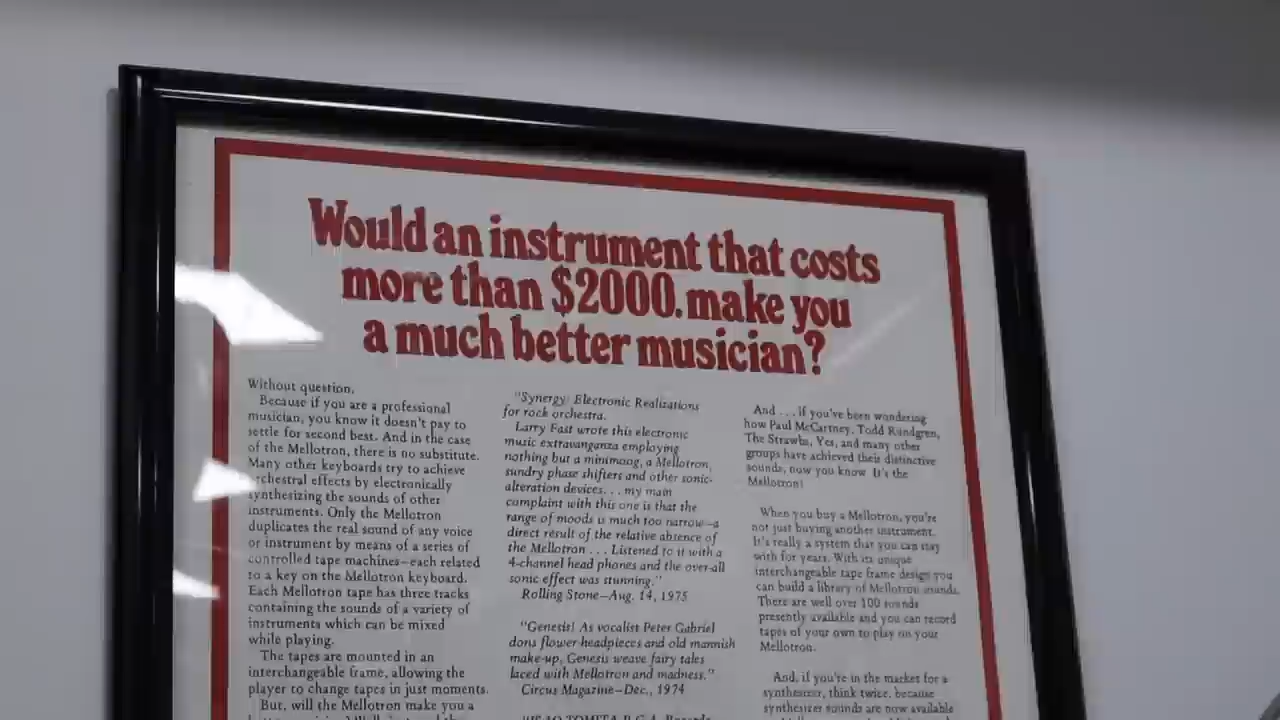 Would an instrument that costs
more than $2000. make you
a much better musician?
Without question.
Because if you are a professional
musician, you know it doesn't pay to
settle for second best. And in the case
of the Mellotron, there is no substitute.
Many other keyboards try to achieve
orchestral effects by electronically
synthesizing the sounds of other
instruments. Only the Mellotron
duplicates the real sound of any voice
or instrument by means of a series of
controlled tape machines—each related
to a key on the Mellotron keyboard.
Each Mellotron tape has three tracks
containing the sounds of a variety of
instruments which can be mixed
while playing.
The tapes are mounted in an
interchangeable frame, allowing the
player to change tapes in just moments.
But, will the Mellotron make you a
"Synergy: Electronic Realizations
for rock orchestra.
Larry Fast wrote this electronic
music extravaganza employing
nothing but a minimoog, a Mellotron,
sundry phase shifters and other sonic-
alteration devices. . . my main
complaint with this one is that the
range of moods is much too narrow—a
direct result of the relative absence of
the Mellotron . . . Listened to it with a
4-channel head phones and the over-all
sonic effect was stunning."
Rolling Stone—Aug. 14, 1975
"Genesis! As vocalist Peter Gabriel
dons flower-headpieces and old mannish
make-up, Genesis weave fairy tales
laced with Mellotron and madness."
Circus Magazine—Dec., 1974
And . . . if you've been wondering
how Paul McCartney, Todd Rundgren,
The Strawbs, Yes, and many other
groups have achieved their distinctive
sounds, now you know. It's the
Mellotron!
When you buy a Mellotron, you're
not just buying another instrument.
It's really a system that you can stay
with for years. With its unique
interchangeable tape frame design you
can build a library of Mellotron sounds.
There are well over 100 sounds
presently available and you can record
tapes of your own to play on your
Mellotron.
And, if you're in the market for a
synthesizer, think twice, because
synthesizer sounds are now available